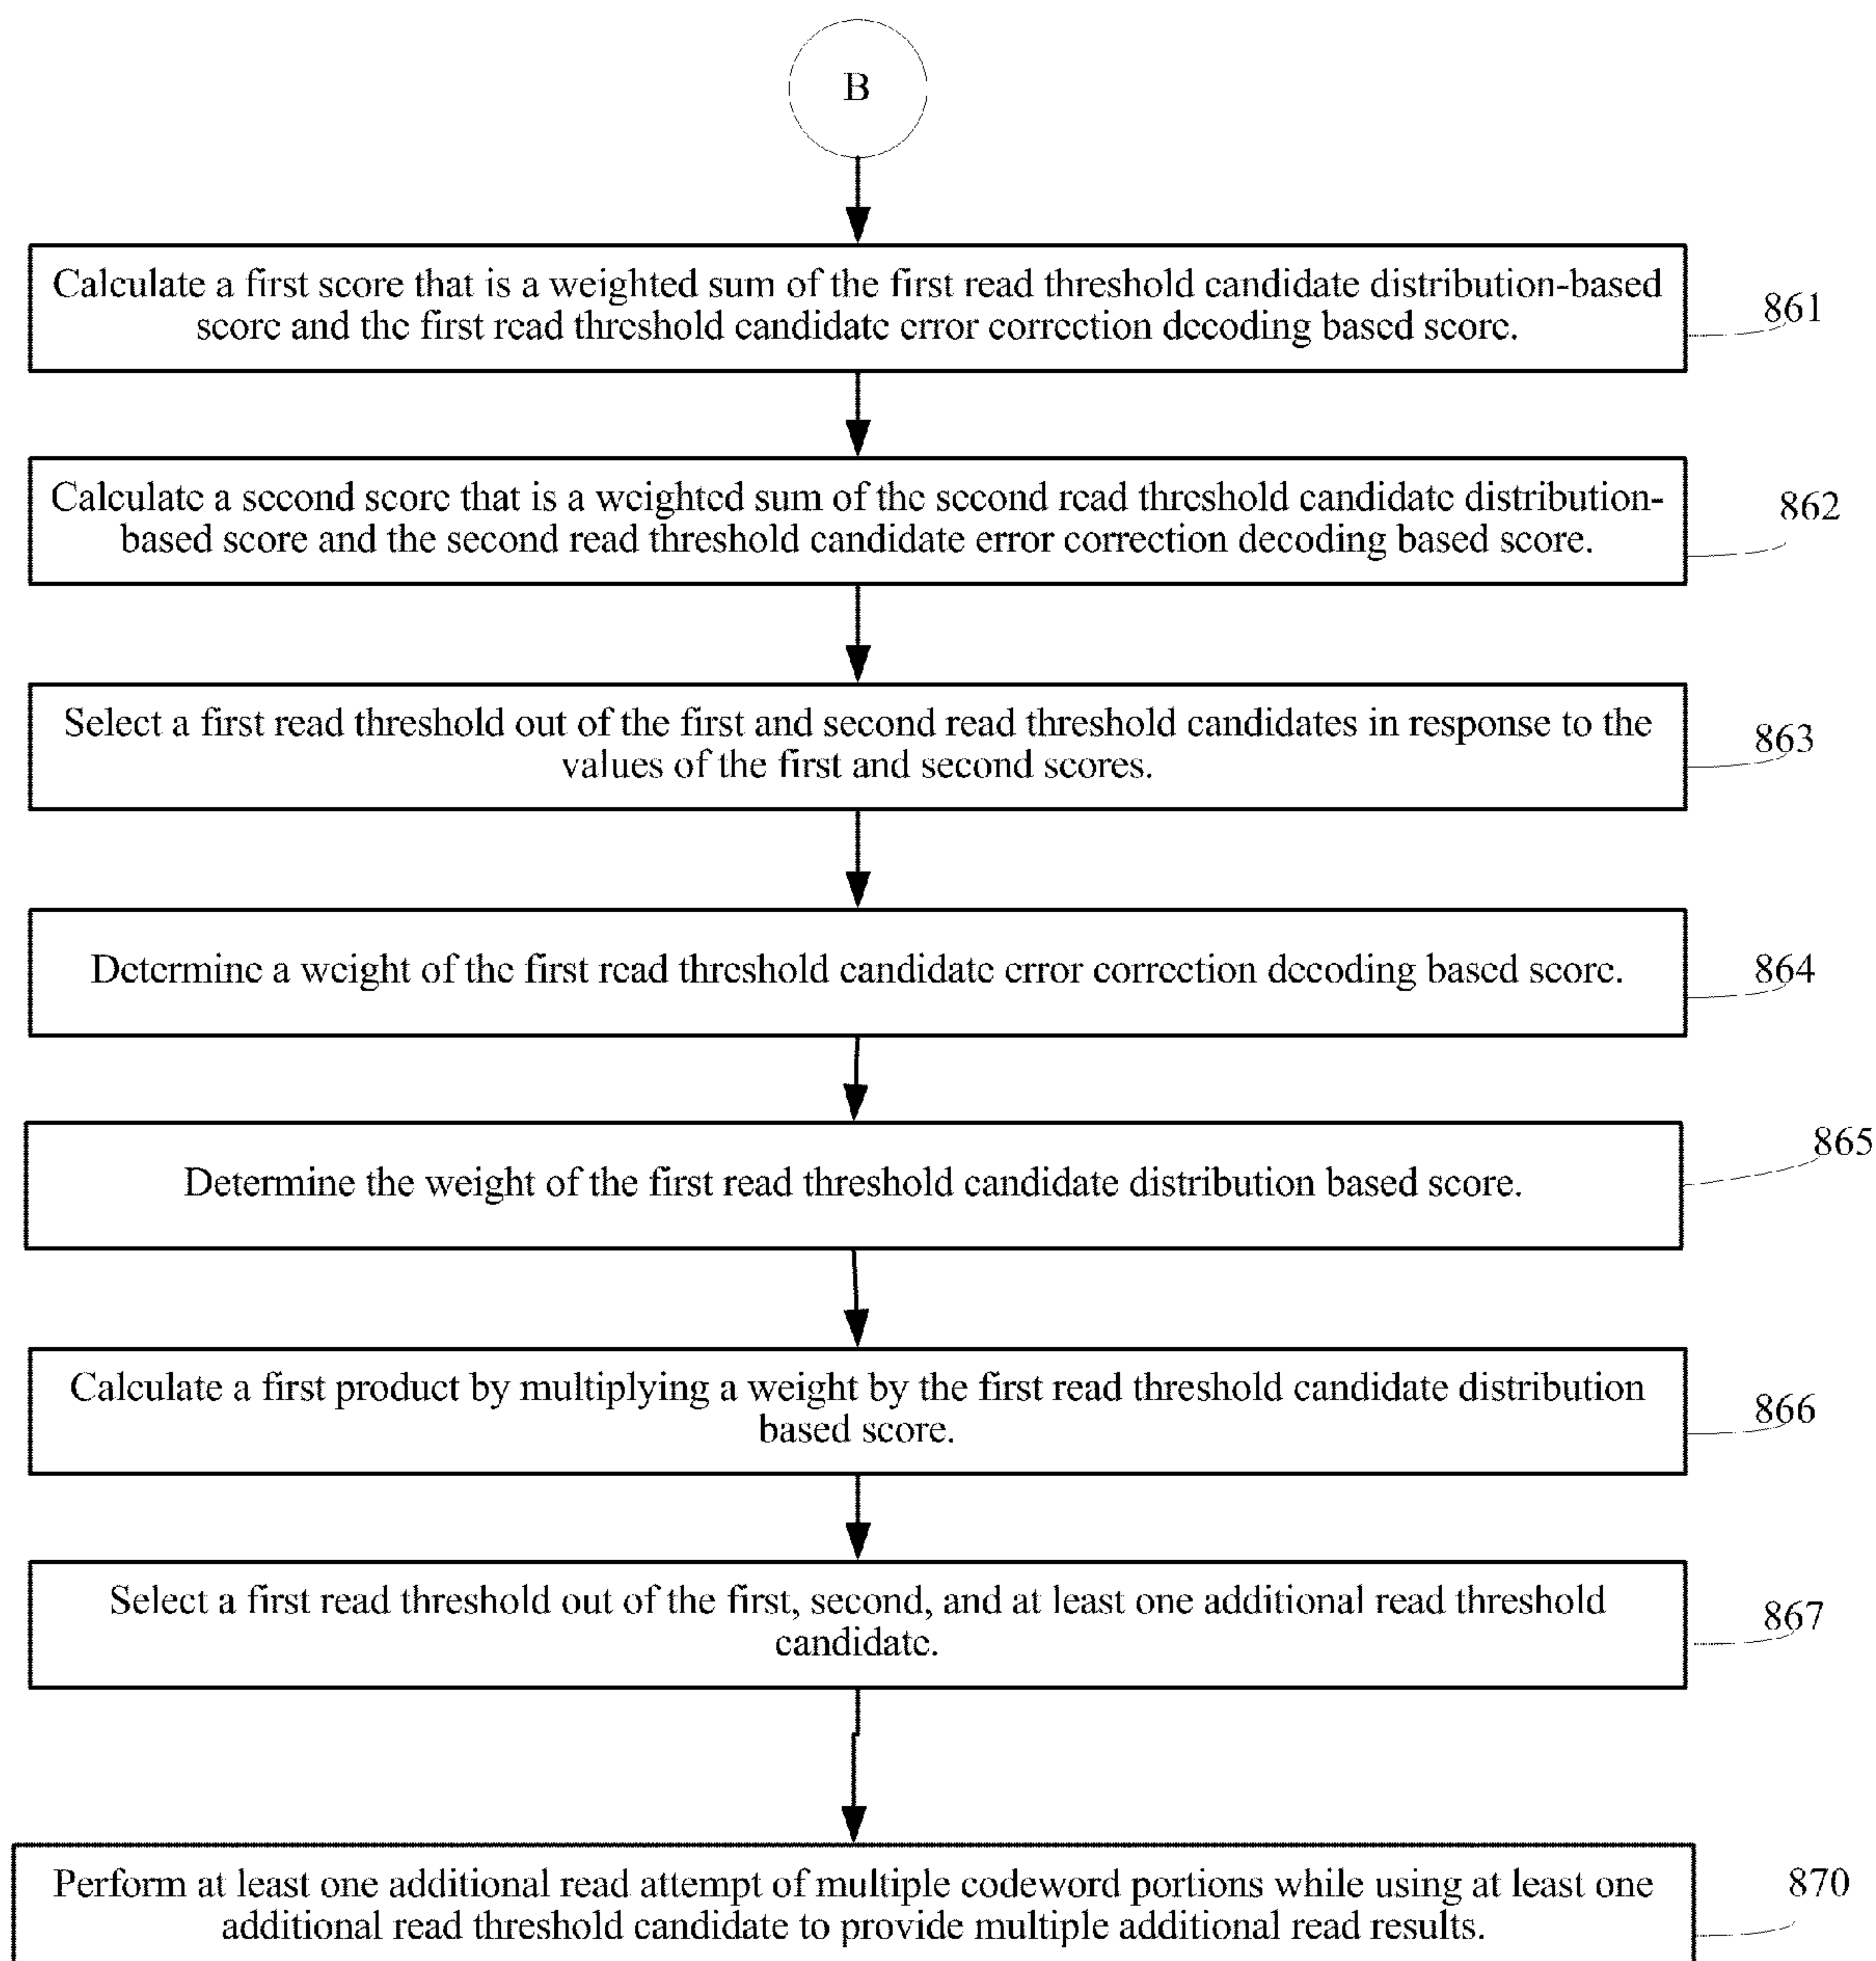 B
Calculate a first score that is a weighted sum of the first read threshold candidate distribution-based
score and the first read threshold candidate error correction decoding based score.
861
Calculate a second score that is a weighted sum of the second read threshold candidate distribution-
based score and the second read threshold candidate error correction decoding based score.
862
Select a first read threshold out of the first and second read threshold candidates in response to the
values of the first and second scores.
863
Determine a weight of the first read threshold candidate error correction decoding based score.
864
Determine the weight of the first read threshold candidate distribution based score.
865
Calculate a first product by multiplying a weight by the first read threshold candidate distribution
based score.
866
Select a first read threshold out of the first, second, and at least one additional read threshold
candidate.
867
Perform at least one additional read attempt of multiple codeword portions while using at least one
additional read threshold candidate to provide multiple additional read results.
870